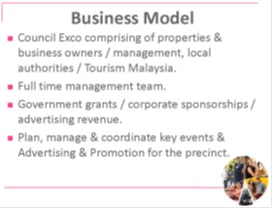 Business Model
Council Exco comprising of properties &
business owners / management, local
authorities / Tourism Malaysia.
Full time management team.
Government grants / corporate sponsorships /
advertising revenue.
Plan, manage & coordinate key events &
Advertising & Promotion for the precinct.